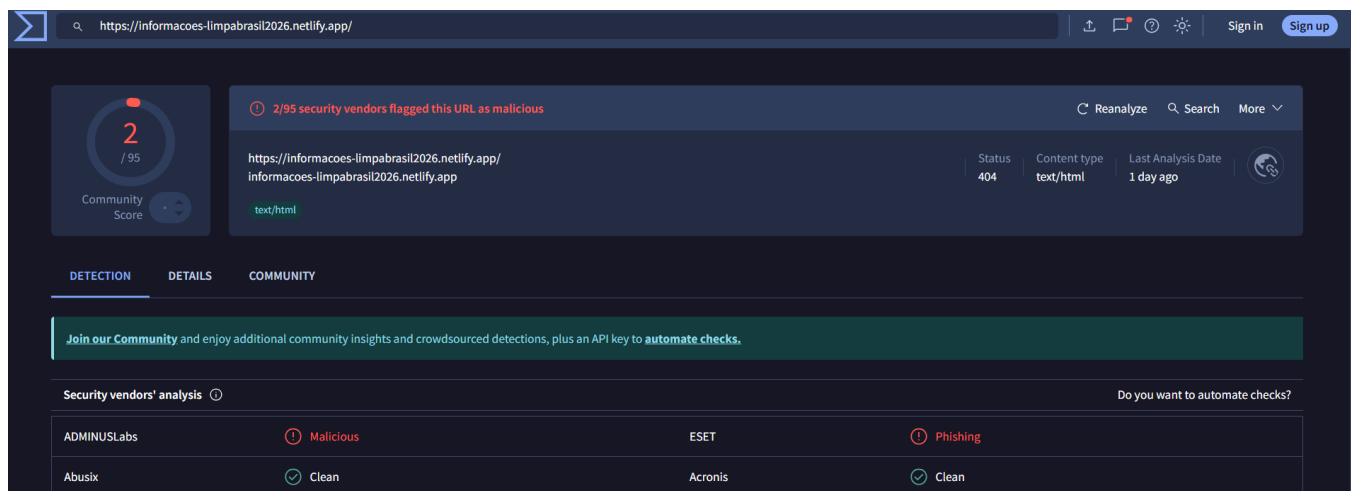 https://informacoes-limpabrasil2026.netlify.app/
Sign in
Sign up
2
/ 95
Community
Score
2/95 security vendors flagged this URL as malicious
Reanalyze
Search
More
https://informacoes-limpabrasil2026.netlify.app/
informacoes-limpabrasil2026.netlify.app
text/html
Status
404
Content type
text/html
Last Analysis Date
1 day ago
DETECTION
DETAILS
COMMUNITY
Join our Community and enjoy additional community insights and crowdsourced detections, plus an API key to automate checks.
Security vendors' analysis
Do you want to automate checks?
ADMINUSLabs
Malicious
ESET
Phishing
Abusix
Clean
Acronis
Clean